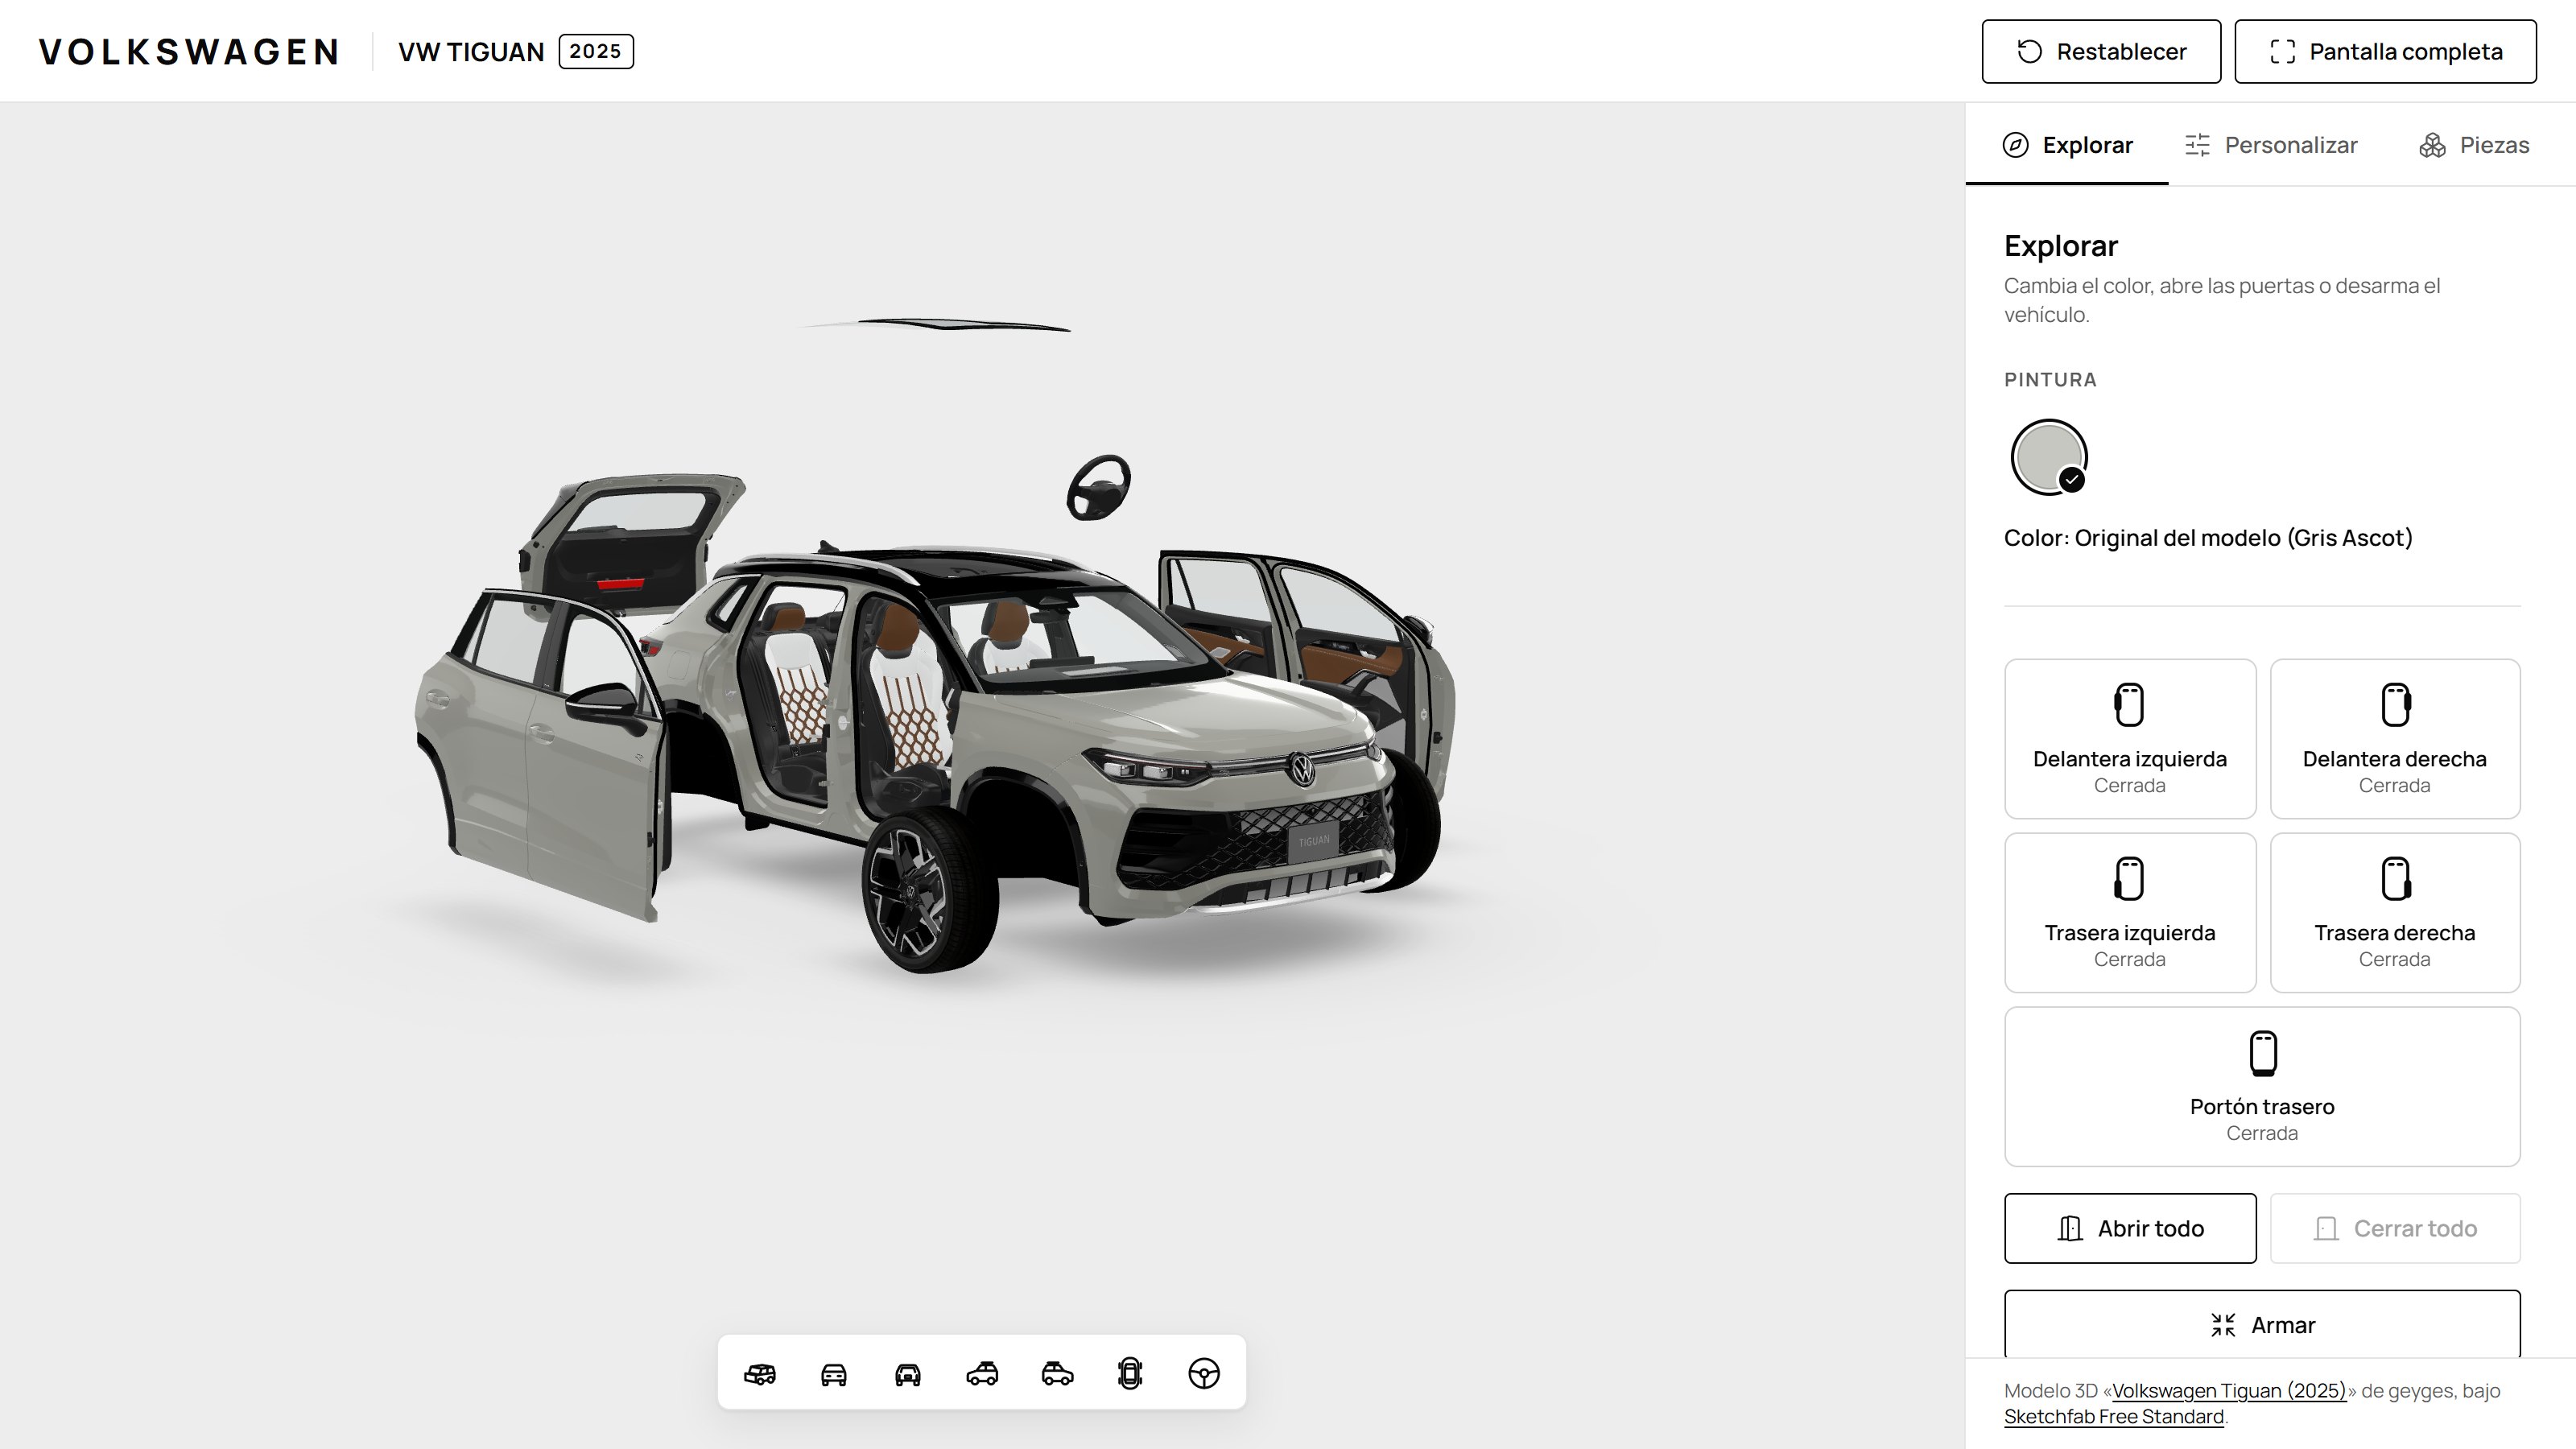 VOLKSWAGEN
VW TIGUAN 2025
Restablecer
Pantalla completa
Explorar
Personalizar
Piezas
Explorar
Cambia el color, abre las puertas o desarma el
vehículo.
PINTURA
Color: Original del modelo (Gris Ascot)
Delantera izquierda
Cerrada
Delantera derecha
Cerrada
Trasera izquierda
Cerrada
Trasera derecha
Cerrada
Portón trasero
Cerrada
Abrir todo
Cerrar todo
Armar
Modelo 3D «Volkswagen Tiguan (2025)» de geyges, bajo
Sketchfab Free Standard.
TIGUAN